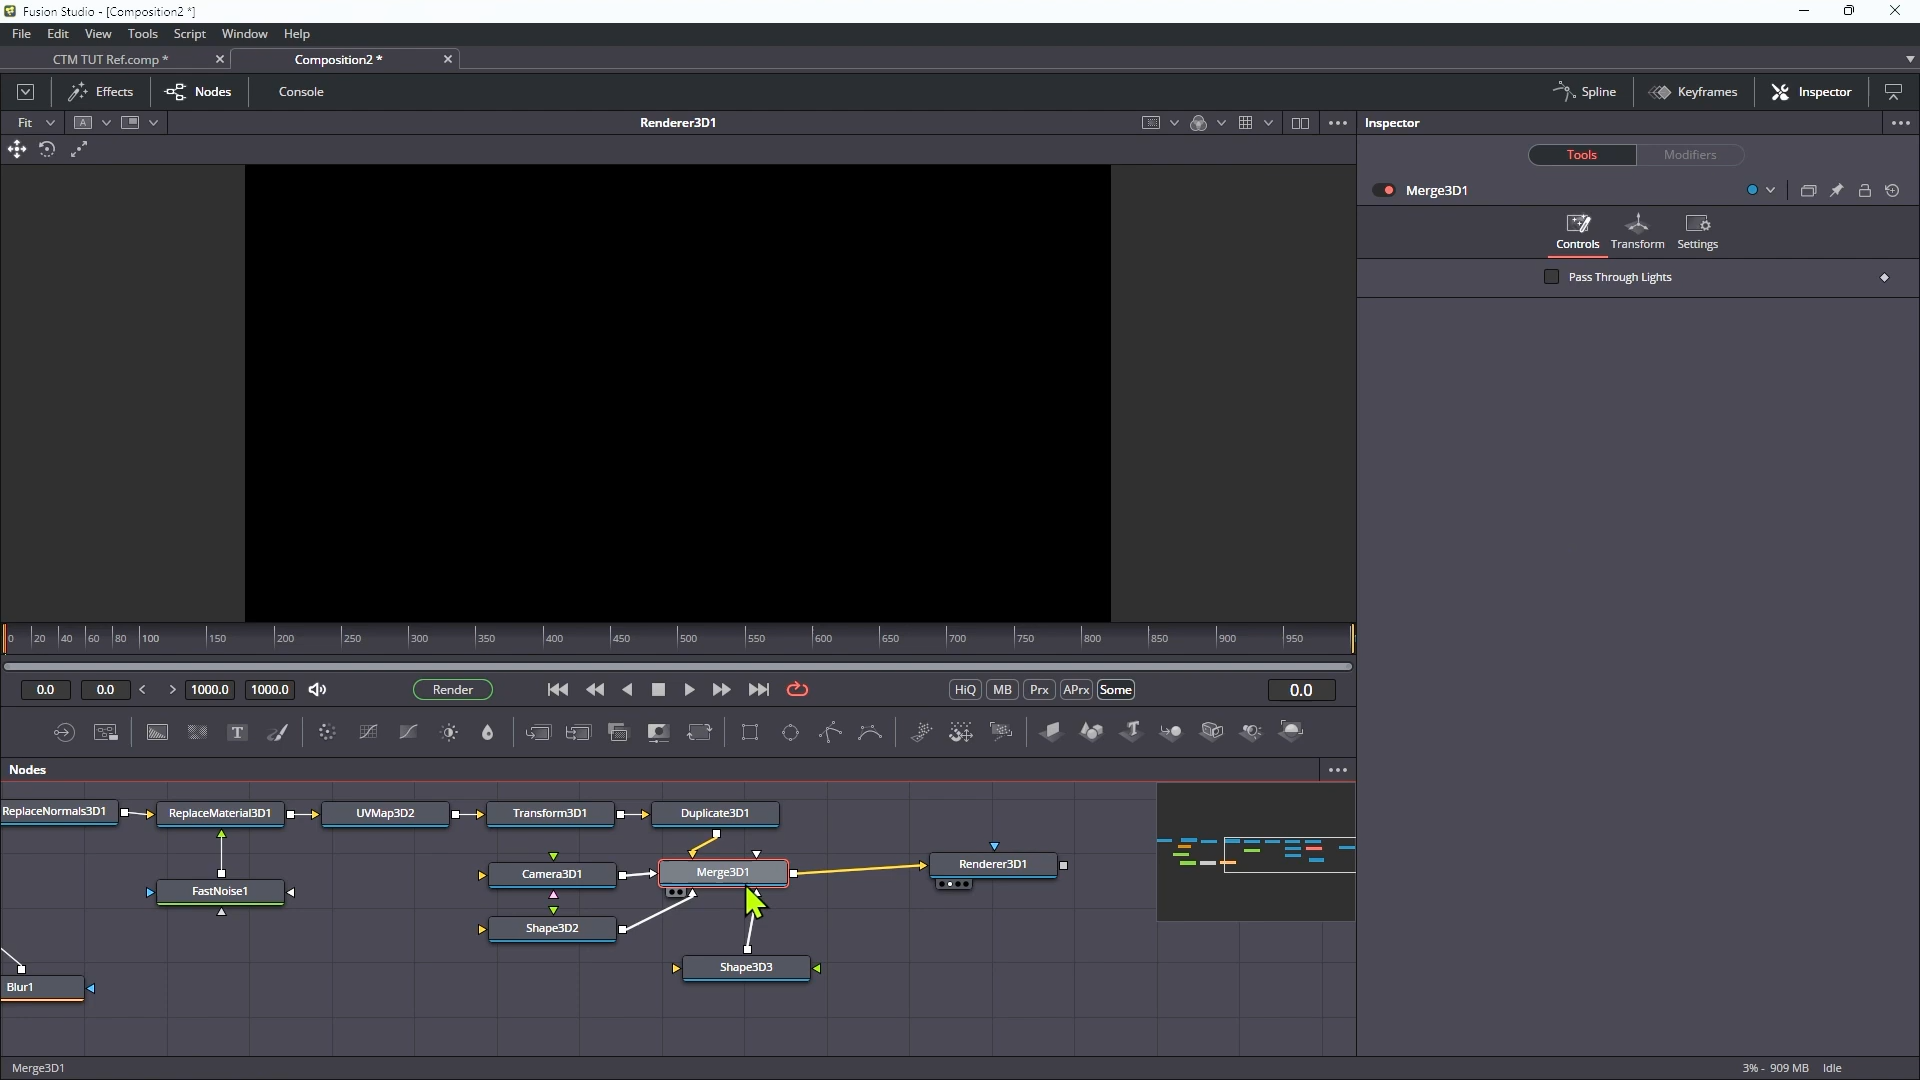 Fusion Studio - [Composition2 *]
File Edit View Tools Script Window Help
CTM TUT Ref.comp * Composition2 *
Effects Nodes Console Spline Keyframes Inspector
Fit A Renderer3D1 Inspector
Tools Modifiers
Merge3D1
Controls Transform Settings
Pass Through Lights
0 20 40 60 80 100 150 200 250 300 350 400 450 500 550 600 650 700 750 800 850 900 950
0.0 0.0 < > 1000.0 1000.0 Render HiQ MB Prx APrx Some 0.0
T
Nodes
ReplaceNormals3D1 ReplaceMaterial3D1 UVMap3D2 Transform3D1 Duplicate3D1
Camera3D1 Merge3D1 Renderer3D1
FastNoise1
Shape3D2
Shape3D3
Blur1
Merge3D1 3% - 909 MB Idle